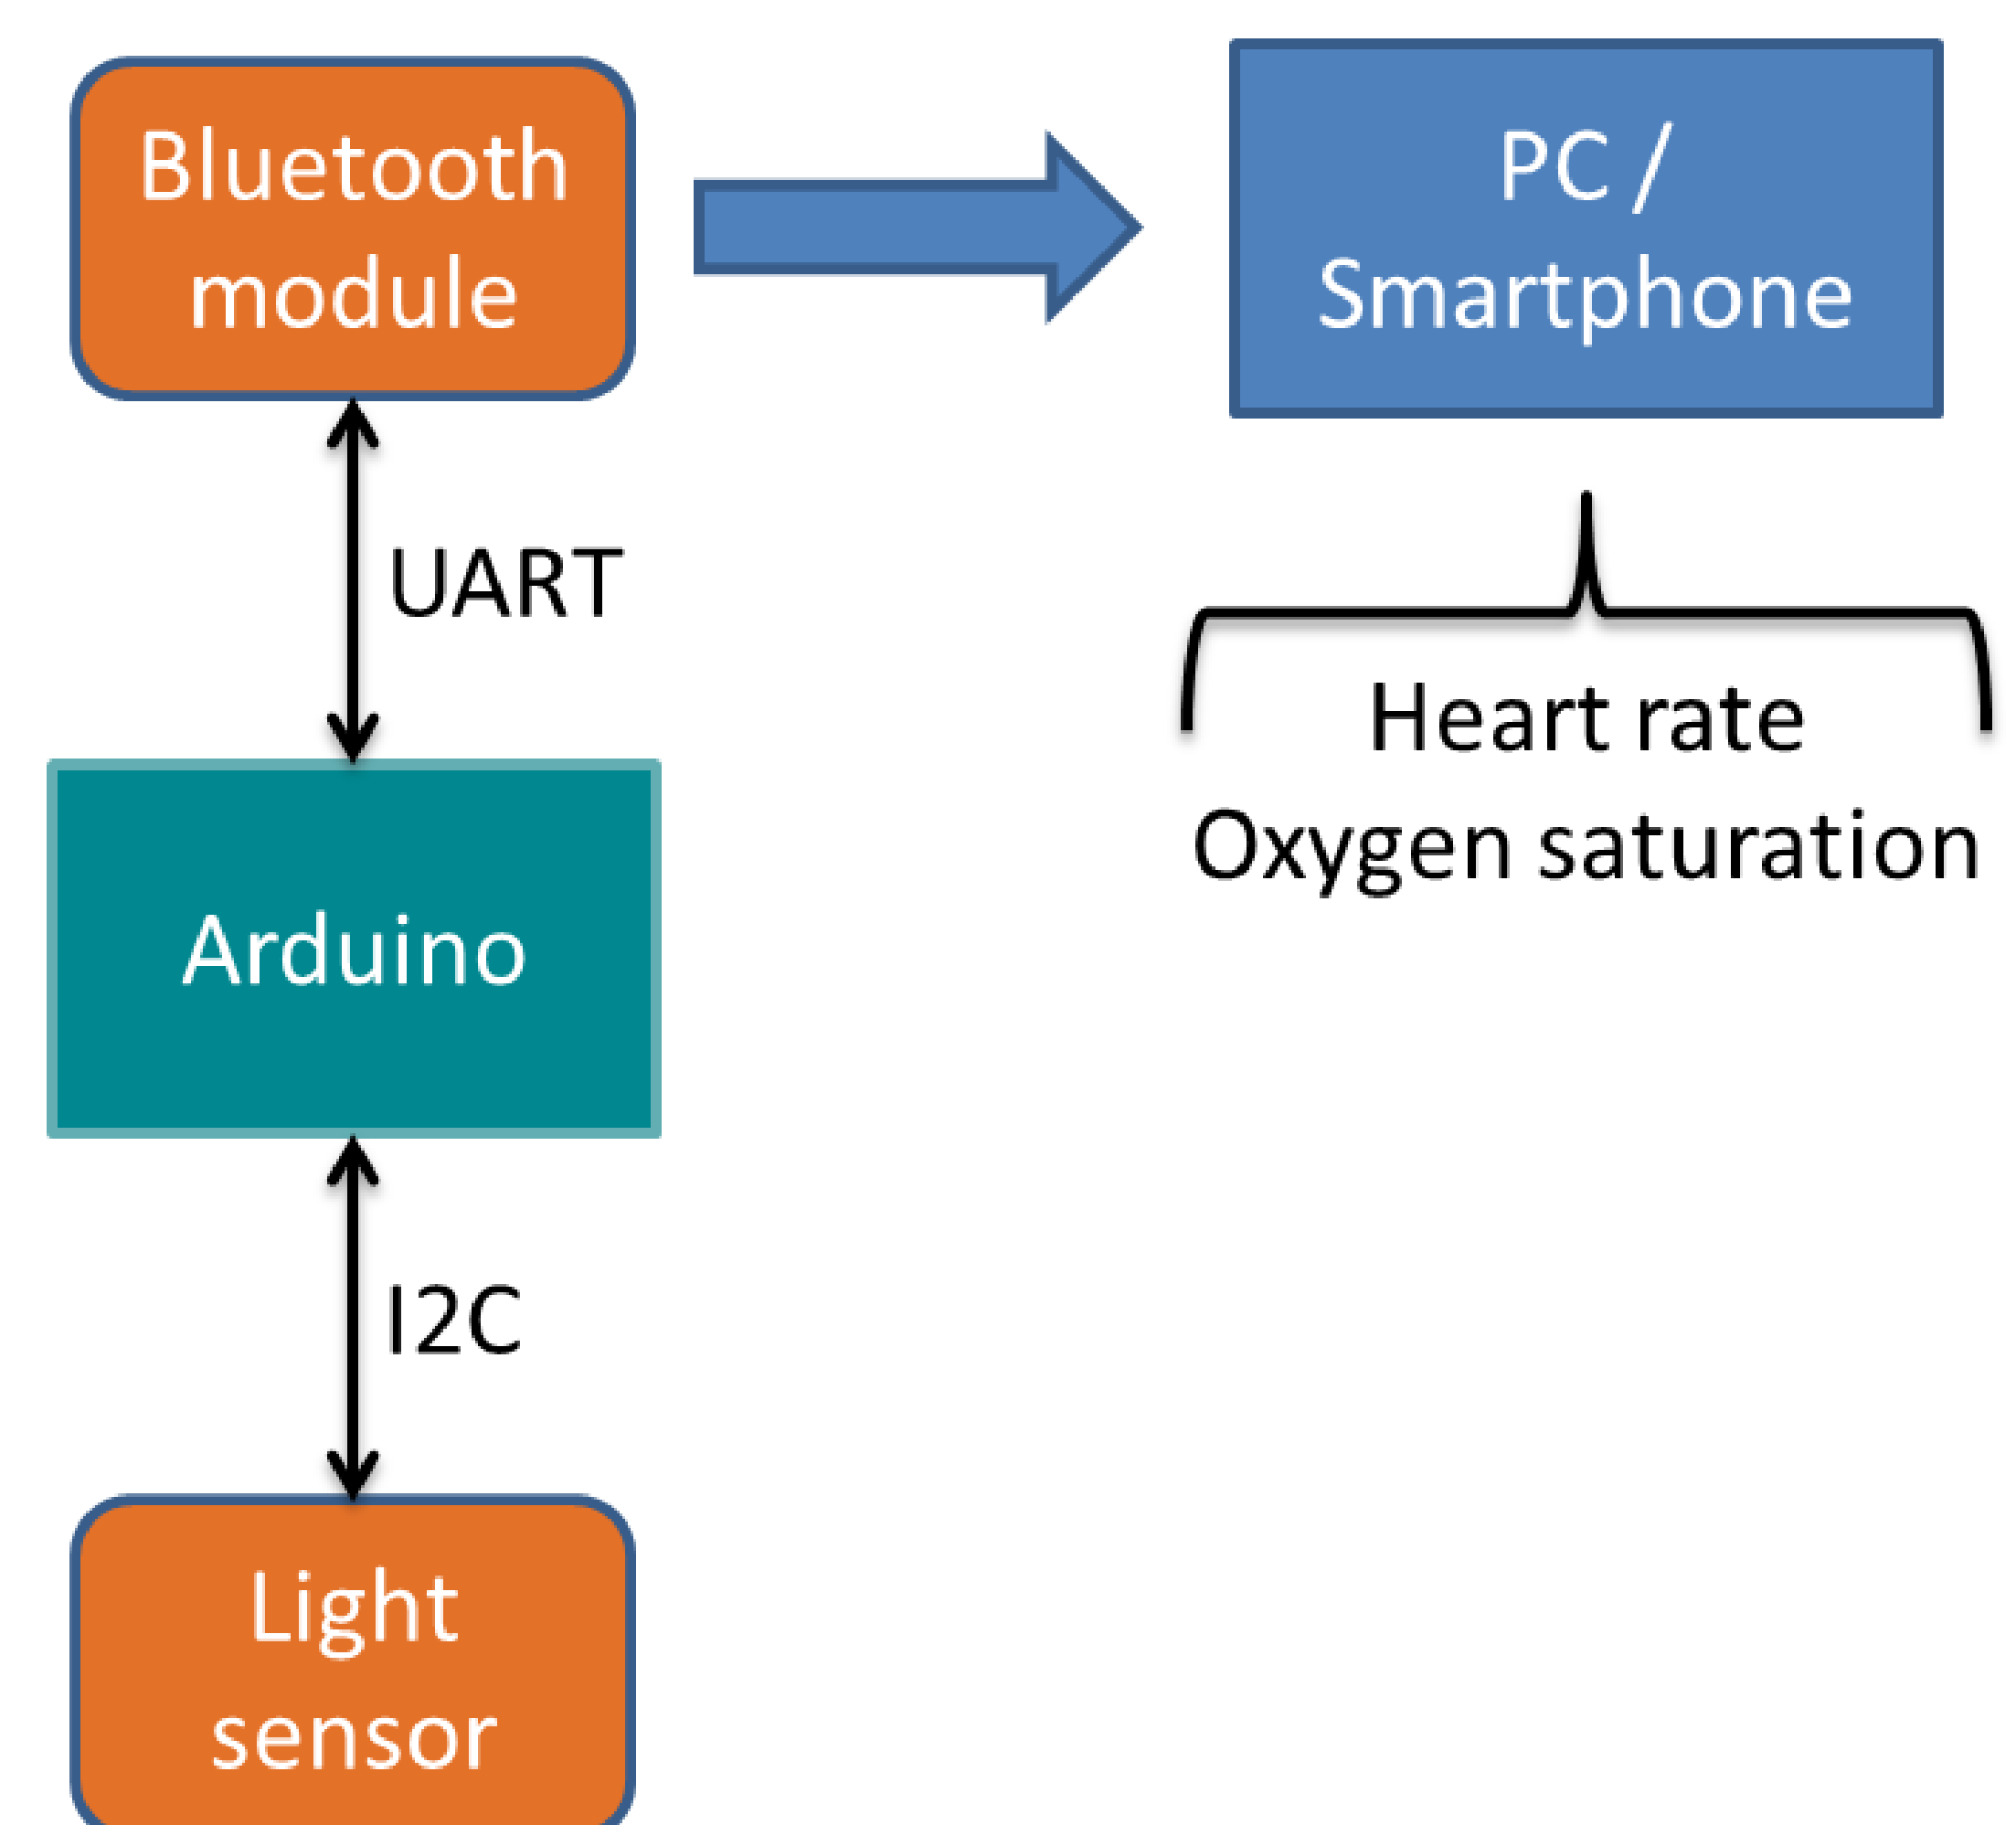 Bluetooth
module
PC /
Smartphone
UART
Heart rate
Oxygen saturation
Arduino
I2C
Light
sensor